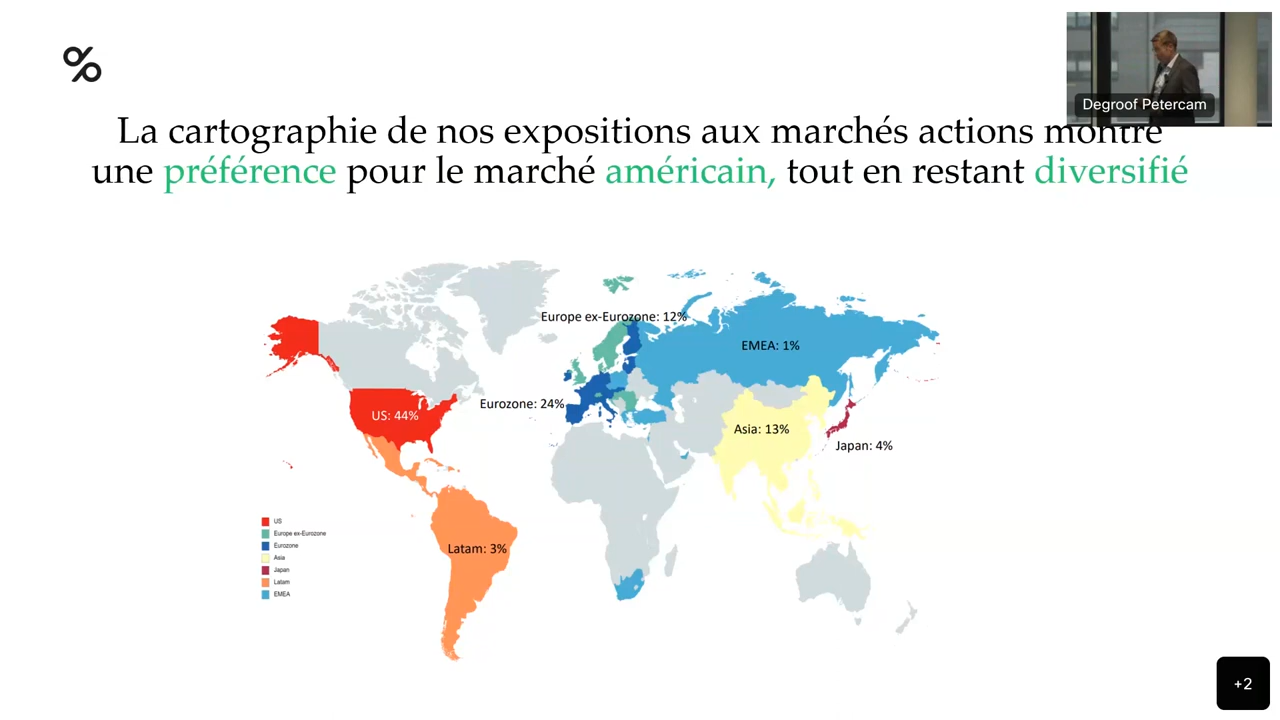 %
Degroof Petercam
La cartographie de nos expositions aux marchés actions montre
une préférence pour le marché américain, tout en restant diversifié
Europe ex-Eurozone: 12%
EMEA: 1%
Eurozone: 24%
US: 44%
Asia: 13%
Japan: 4%
Latam: 3%
US
Europe ex-Eurozone
Eurozone
Asia
Japan
Latam
EMEA
+2